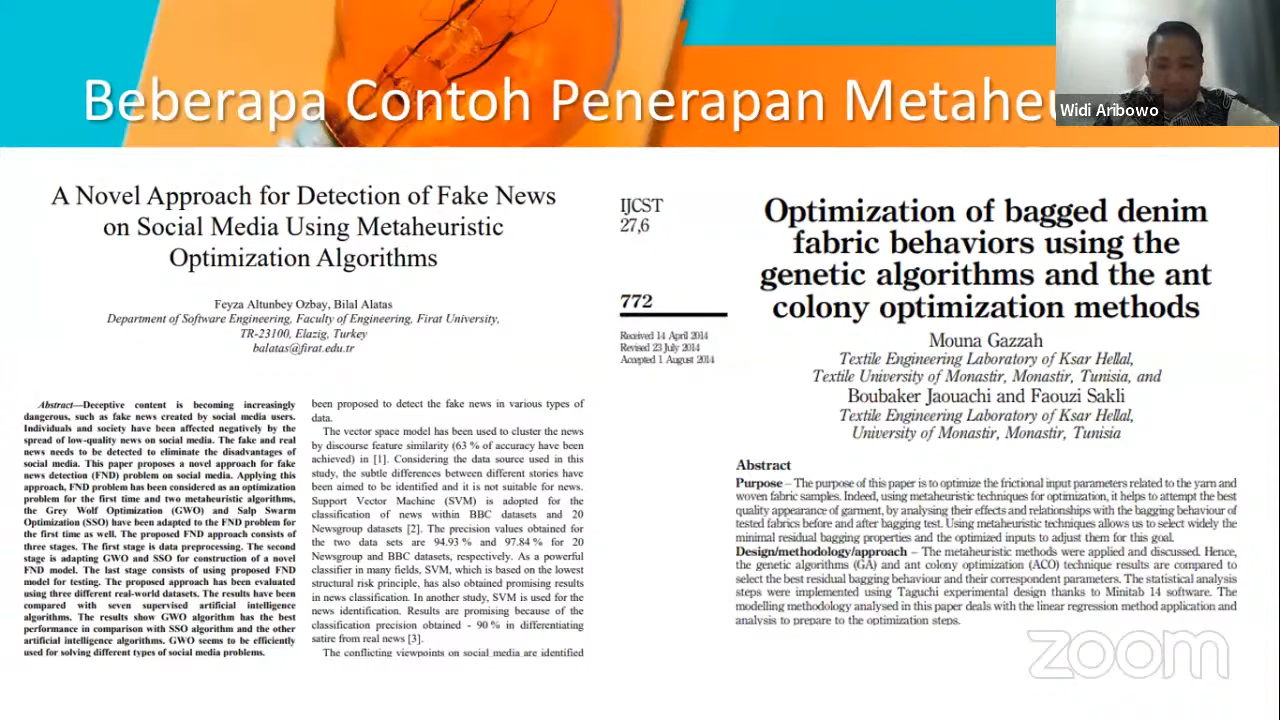 Beberapa Contoh Penerapan Metaheu
Widi Aribowo
A Novel Approach for Detection of Fake News
on Social Media Using Metaheuristic
Optimization Algorithms
Feyza Altunbey Ozbay, Bilal Alatas
Department of Software Engineering, Faculty of Engineering, Firat University,
TR-23100, Elazig, Turkey
balatas@firat.edu.tr
Abstract—Deceptive content is becoming increasingly
dangerous, such as fake news created by social media users.
Individuals and society have been affected negatively by the
spread of low-quality news on social media. The fake and real
news needs to be detected to eliminate the disadvantages of
social media. This paper proposes a novel approach for fake
news detection (FND) problem on social media. Applying this
approach, FND problem has been considered as an optimization
problem for the first time and two metaheuristic algorithms,
the Grey Wolf Optimization (GWO) and Salp Swarm
Optimization (SSO) have been adapted to the FND problem for
the first time as well. The proposed FND approach consists of
three stages. The first stage is data preprocessing. The second
stage is adapting GWO and SSO for construction of a novel
FND model. The last stage consists of using proposed FND
model for testing. The proposed approach has been evaluated
using three different real-world datasets. The results have been
compared with seven supervised artificial intelligence
algorithms. The results show GWO algorithm has the best
performance in comparison with SSO algorithm and the other
artificial intelligence algorithms. GWO seems to be efficiently
used for solving different types of social media problems.
been proposed to detect the fake news in various types of
data.
The vector space model has been used to cluster the news
by discourse feature similarity (63 % of accuracy have been
achieved) in [1]. Considering the data source used in this
study, the subtle differences between different stories have
been aimed to be identified and it is not suitable for news.
Support Vector Machine (SVM) is adopted for the
classification of news within BBC datasets and 20
Newsgroup datasets [2]. The precision values obtained for
the two data sets are 94.93 % and 97.84 % for 20
Newsgroup and BBC datasets, respectively. As a powerful
classifier in many fields, SVM, which is based on the lowest
structural risk principle, has also obtained promising results
in news classification. In another study, SVM is used for the
news identification. Results are promising because of the
classification precision obtained - 90 % in differentiating
satire from real news [3].
The conflicting viewpoints on social media are identified
IJCST
27,6
772
Received 14 April 2014
Revised 23 July 2014
Accepted 1 August 2014
Optimization of bagged denim
fabric behaviors using the
genetic algorithms and the ant
colony optimization methods
Mouna Gazzah
Textile Engineering Laboratory of Ksar Hellal,
Textile University of Monastir, Monastir, Tunisia, and
Boubaker Jaouachi and Faouzi Sakli
Textile Engineering Laboratory of Ksar Hellal,
University of Monastir, Monastir, Tunisia
Abstract
Purpose – The purpose of this paper is to optimize the frictional input parameters related to the yarn and
woven fabric samples. Indeed, using metaheuristic techniques for optimization, it helps to attempt the best
quality appearance of garment, by analysing their effects and relationships with the bagging behaviour of
tested fabrics before and after bagging test. Using metaheuristic techniques allows us to select widely the
minimal residual bagging properties and the optimized inputs to adjust them for this goal.
Design/methodology/approach – The metaheuristic methods were applied and discussed. Hence,
the genetic algorithms (GA) and ant colony optimization (ACO) technique results are compared to
select the best residual bagging behaviour and their correspondent parameters. The statistical analysis
steps were implemented using Taguchi experimental design thanks to Minitab 14 software. The
modelling methodology analysed in this paper deals with the linear regression method application and
analysis to prepare to the optimization steps.
zoom